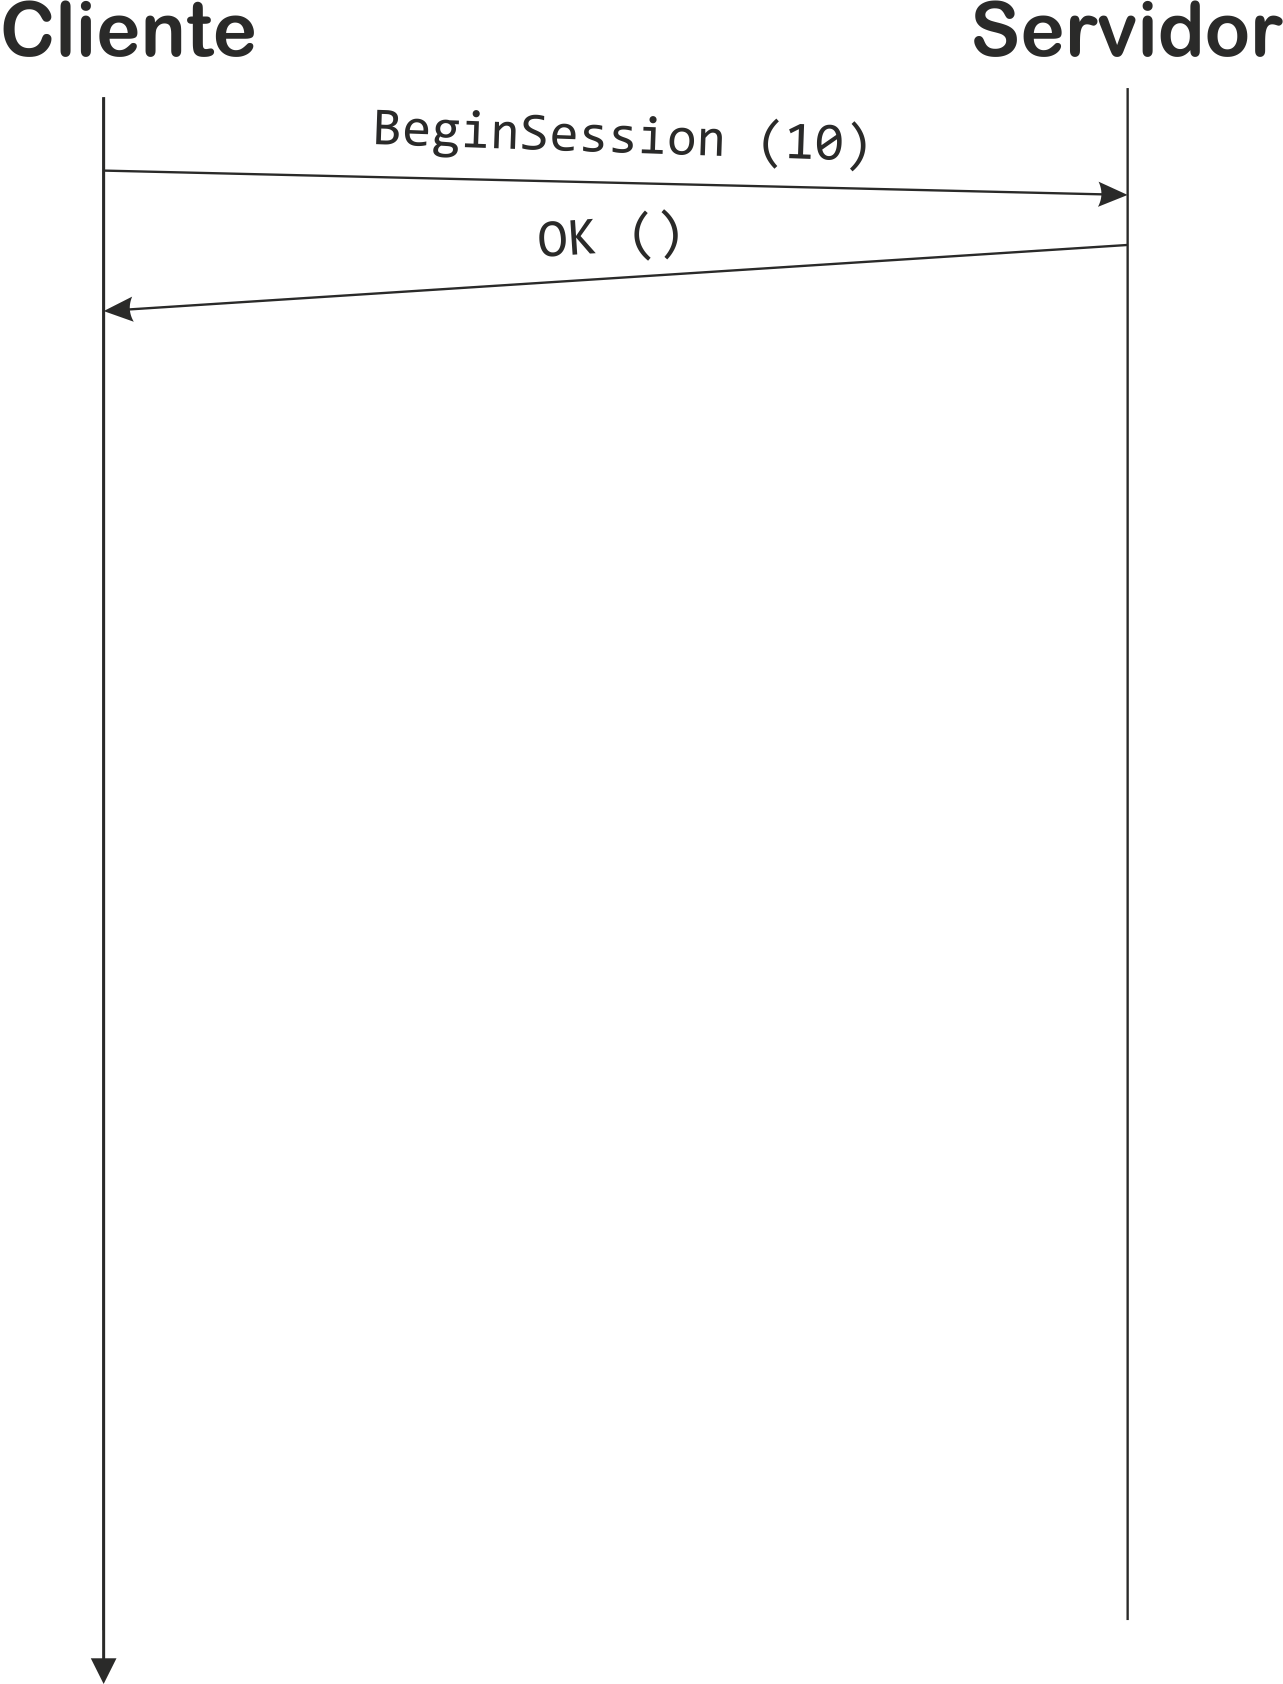 Cliente Servidor
BeginSession (10)
OK ()